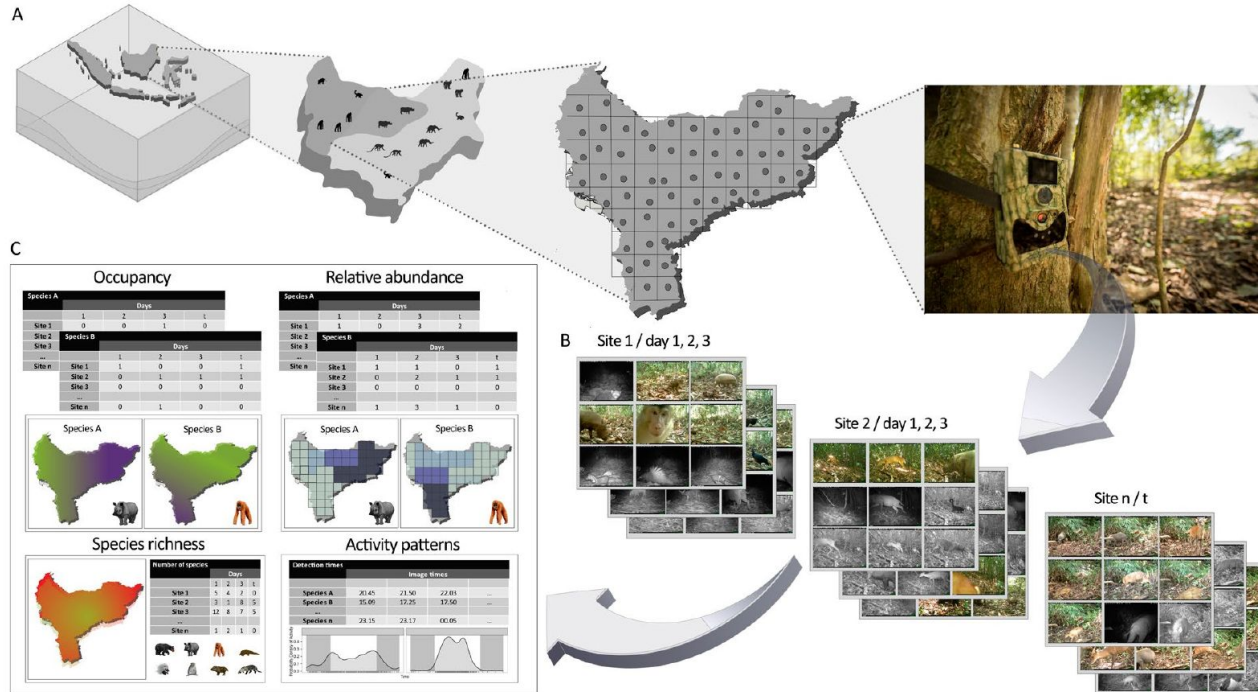 A
C
Occupancy
Species A
Days
1 2 3 t
Site 1 0 0 1 0
Site 2
Site 3
...
Site n
Species B
Days
1 2 3 t
Site 1 1 0 0 1
Site 2 0 1 1 1
Site 3 0 0 0 0
...
Site n 0 1 0 0
Species A
Species B
Relative abundance
Species A
Days
1 2 3 t
Site 1 1 0 3 2
Site 2
Site 3
...
Site n
Species B
Days
1 2 3 t
Site 1 1 1 0 1
Site 2 0 2 1 1
Site 3 0 0 0 0
...
Site n 1 3 1 0
Species A
Species B
Species richness
Number of species
Days
1 2 3 t
Site 1 5 4 2 0
Site 2 3 1 8 5
Site 3 12 8 7 5
...
Site n 1 2 1 0
Activity patterns
Detection times
Image times
Species A 20.45 21.50 22.03 ...
Species B 15.09 17.25 17.50 ...
...
Species n 23.15 23.17 00.05 ...
Time
B
Site 1 / day 1, 2, 3
Site 2 / day 1, 2, 3
Site n / t